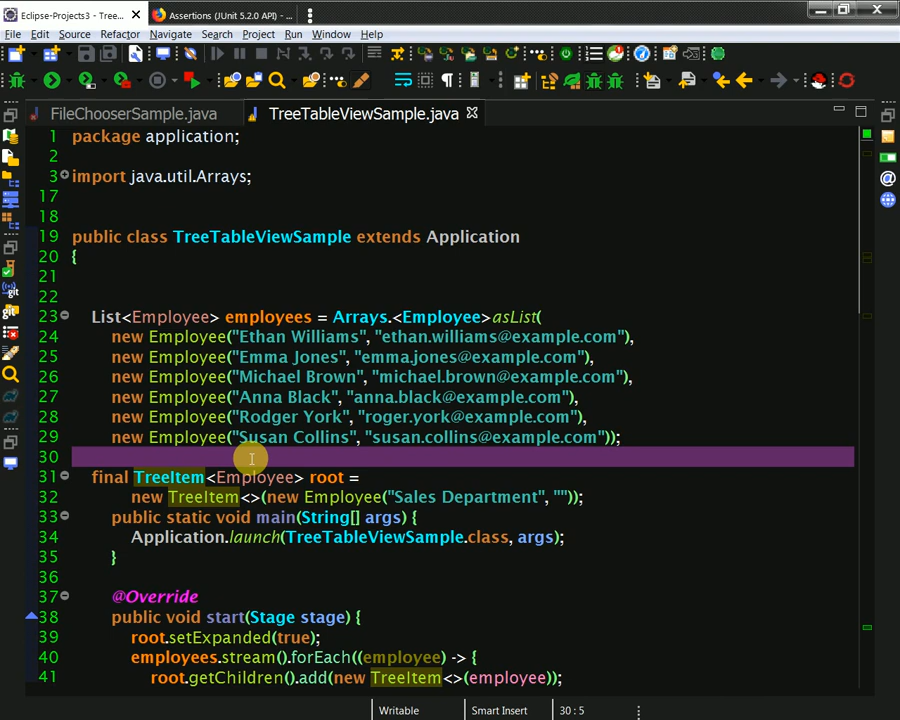 Eclipse-Projects3 - Tree...
Assertions (JUnit 5.2.0 API) - ...
File Edit Source Refactor Navigate Search Project Run Window Help
FileChooserSample.java
TreeTableViewSample.java
1 package application;
2
3 import java.util.Arrays;
17
18
19 public class TreeTableViewSample extends Application
20 {
21
22
23 List<Employee> employees = Arrays.<Employee>asList(
24 new Employee("Ethan Williams", "ethan.williams@example.com"),
25 new Employee("Emma Jones", "emma.jones@example.com"),
26 new Employee("Michael Brown", "michael.brown@example.com"),
27 new Employee("Anna Black", "anna.black@example.com"),
28 new Employee("Rodger York", "roger.york@example.com"),
29 new Employee("Susan Collins", "susan.collins@example.com"));
30
31 final TreeItem<Employee> root =
32 new TreeItem<>(new Employee("Sales Department", ""));
33 public static void main(String[] args) {
34 Application.launch(TreeTableViewSample.class, args);
35 }
36
37 @Override
38 public void start(Stage stage) {
39 root.setExpanded(true);
40 employees.stream().forEach((employee) -> {
41 root.getChildren().add(new TreeItem<>(employee));
Writable
Smart Insert
30 : 5